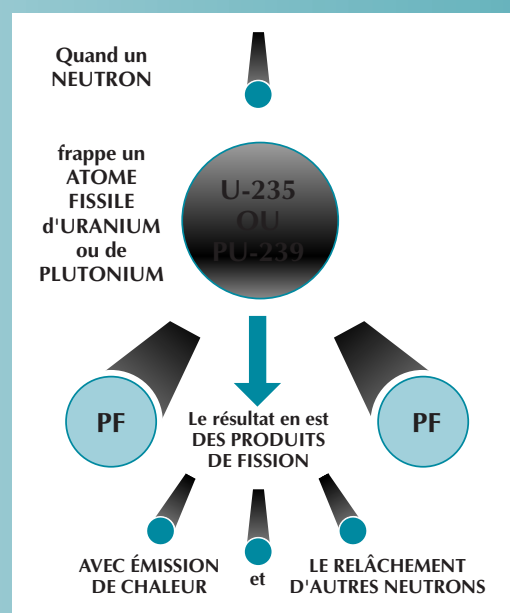 Quand un
NEUTRON
frappe un
ATOME
FISSILE
d'URANIUM
ou de
PLUTONIUM
U-235
OU
PU-239
PF
Le résultat en est
DES PRODUITS
DE FISSION
PF
AVEC ÉMISSION
DE CHALEUR
et
LE RELÂCHEMENT
D'AUTRES NEUTRONS